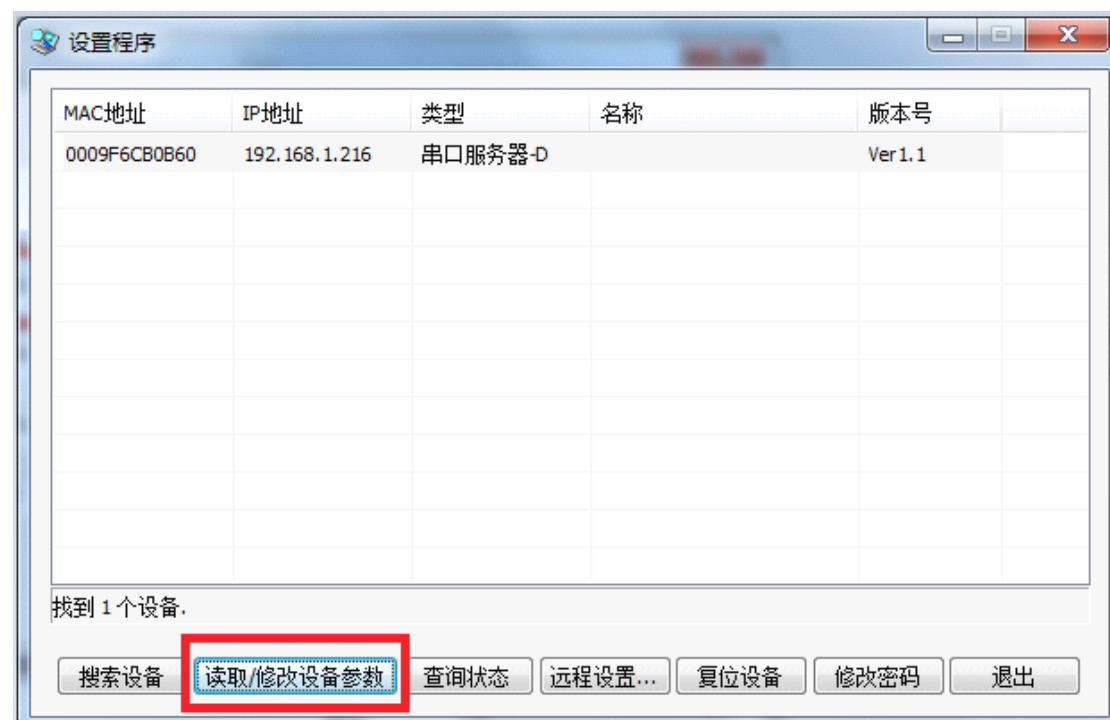 设置程序
MAC地址 IP地址 类型 名称 版本号
0009F6CB0B60 192.168.1.216 串口服务器-D Ver1.1
找到 1 个设备.
搜索设备 读取/修改设备参数 查询状态 远程设置... 复位设备 修改密码 退出